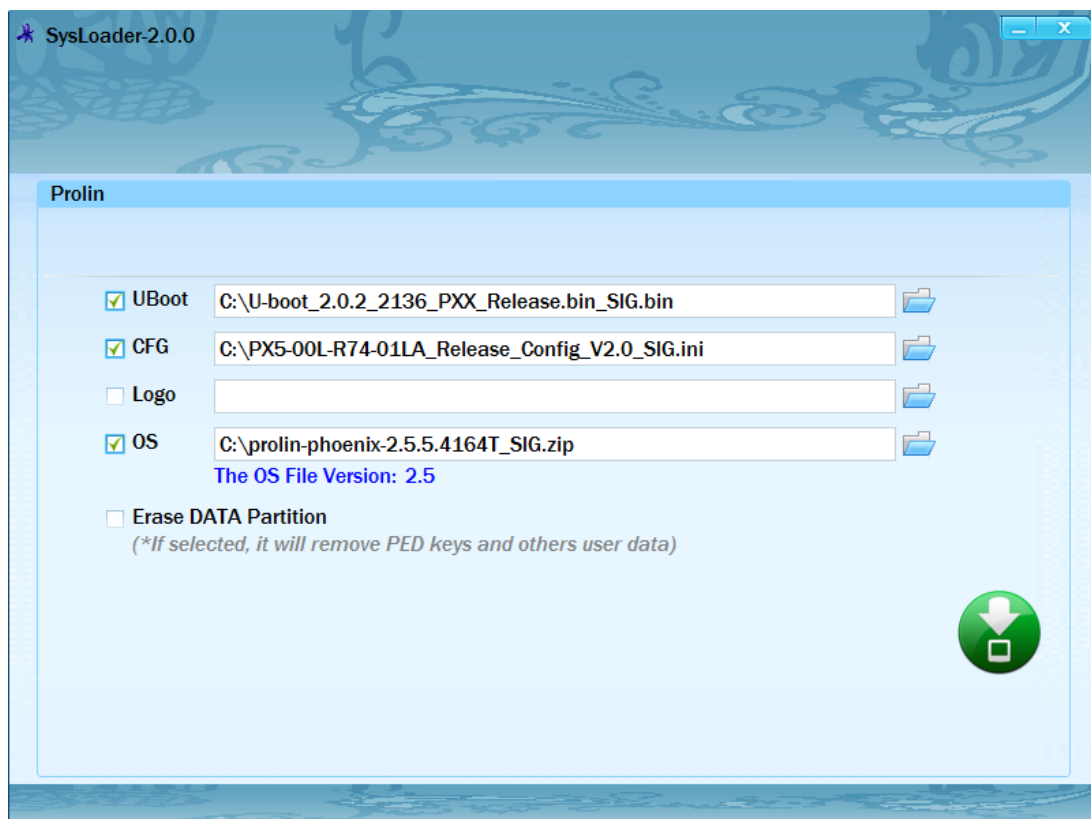 SysLoader-2.0.0
Prolin
UBoot C:\U-boot_2.0.2_2136_PXX_Release.bin_SIG.bin
CFG C:\PX5-00L-R74-01LA_Release_Config_V2.0_SIG.ini
Logo
OS C:\prolin-phoenix-2.5.5.4164T_SIG.zip
The OS File Version: 2.5
Erase DATA Partition
(*If selected, it will remove PED keys and others user data)